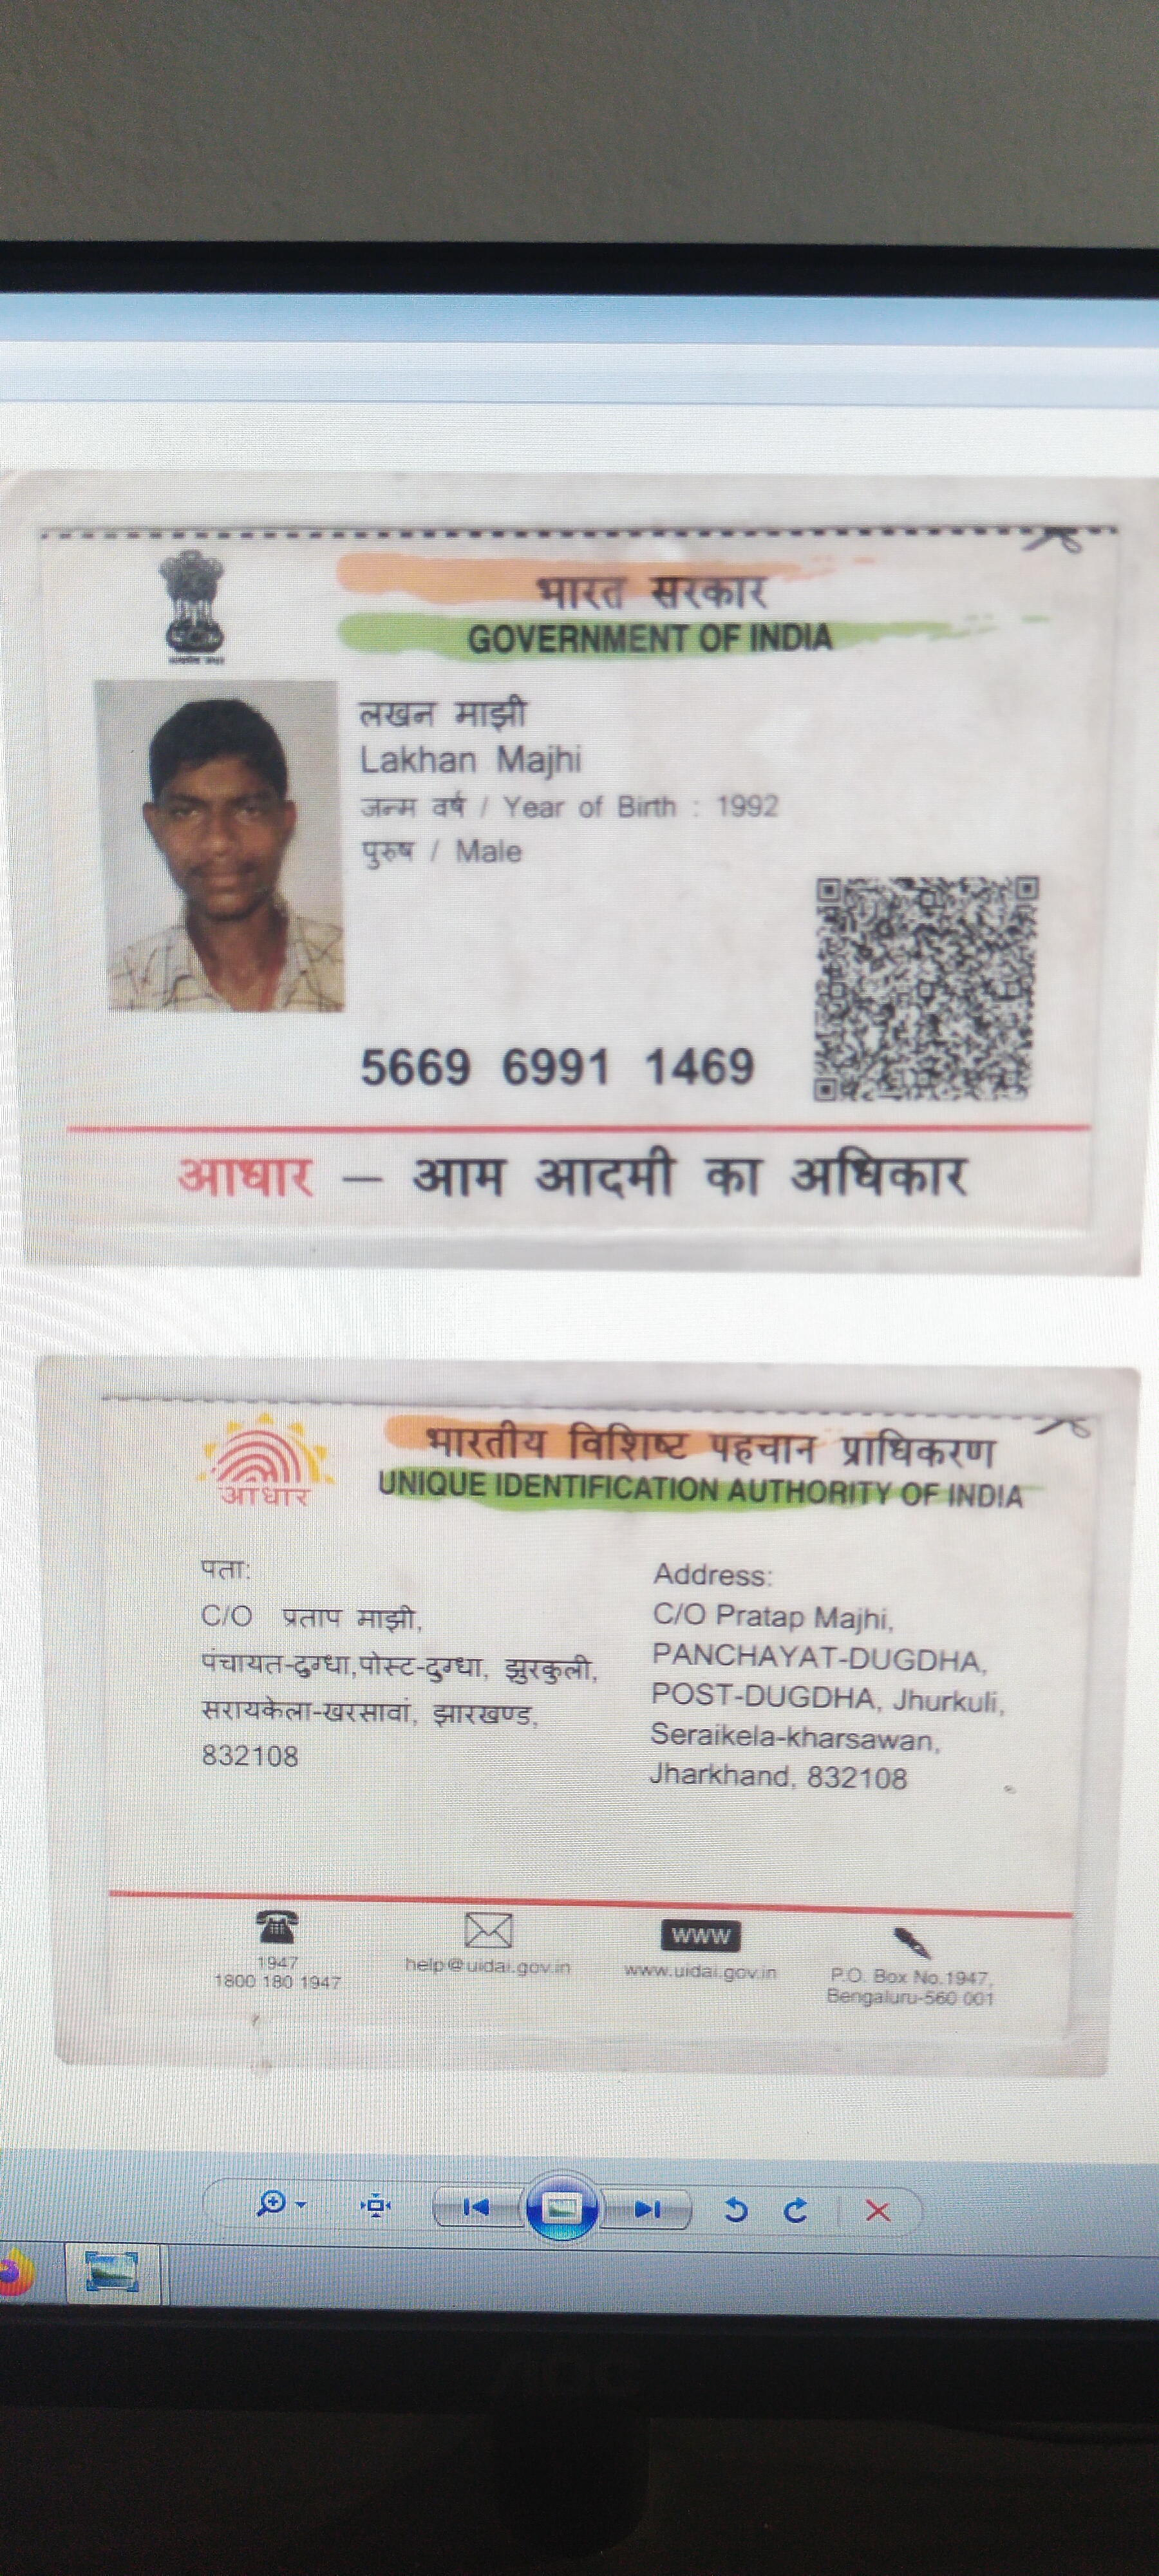 भारत सरकार
GOVERNMENT OF INDIA
लखन माझी
Lakhan Majhi
जन्म वर्ष / Year of Birth : 1992
पुरुष / Male
5669 6991 1469
आधार — आम आदमी का अधिकार
भारतीय विशिष्ट पहचान प्राधिकरण
UNIQUE IDENTIFICATION AUTHORITY OF INDIA
आधार
पता:
C/O प्रताप माझी,
पंचायत-दुग्धा,पोस्ट-दुग्धा, झुरकुली,
सरायकेला-खरसावां, झारखण्ड,
832108
Address:
C/O Pratap Majhi,
PANCHAYAT-DUGDHA,
POST-DUGDHA, Jhurkuli,
Seraikela-kharsawan,
Jharkhand, 832108
1947
1800 180 1947
help@uidai.gov.in
www
www.uidai.gov.in
P.O. Box No.1947,
Bengaluru-560 001
AOC